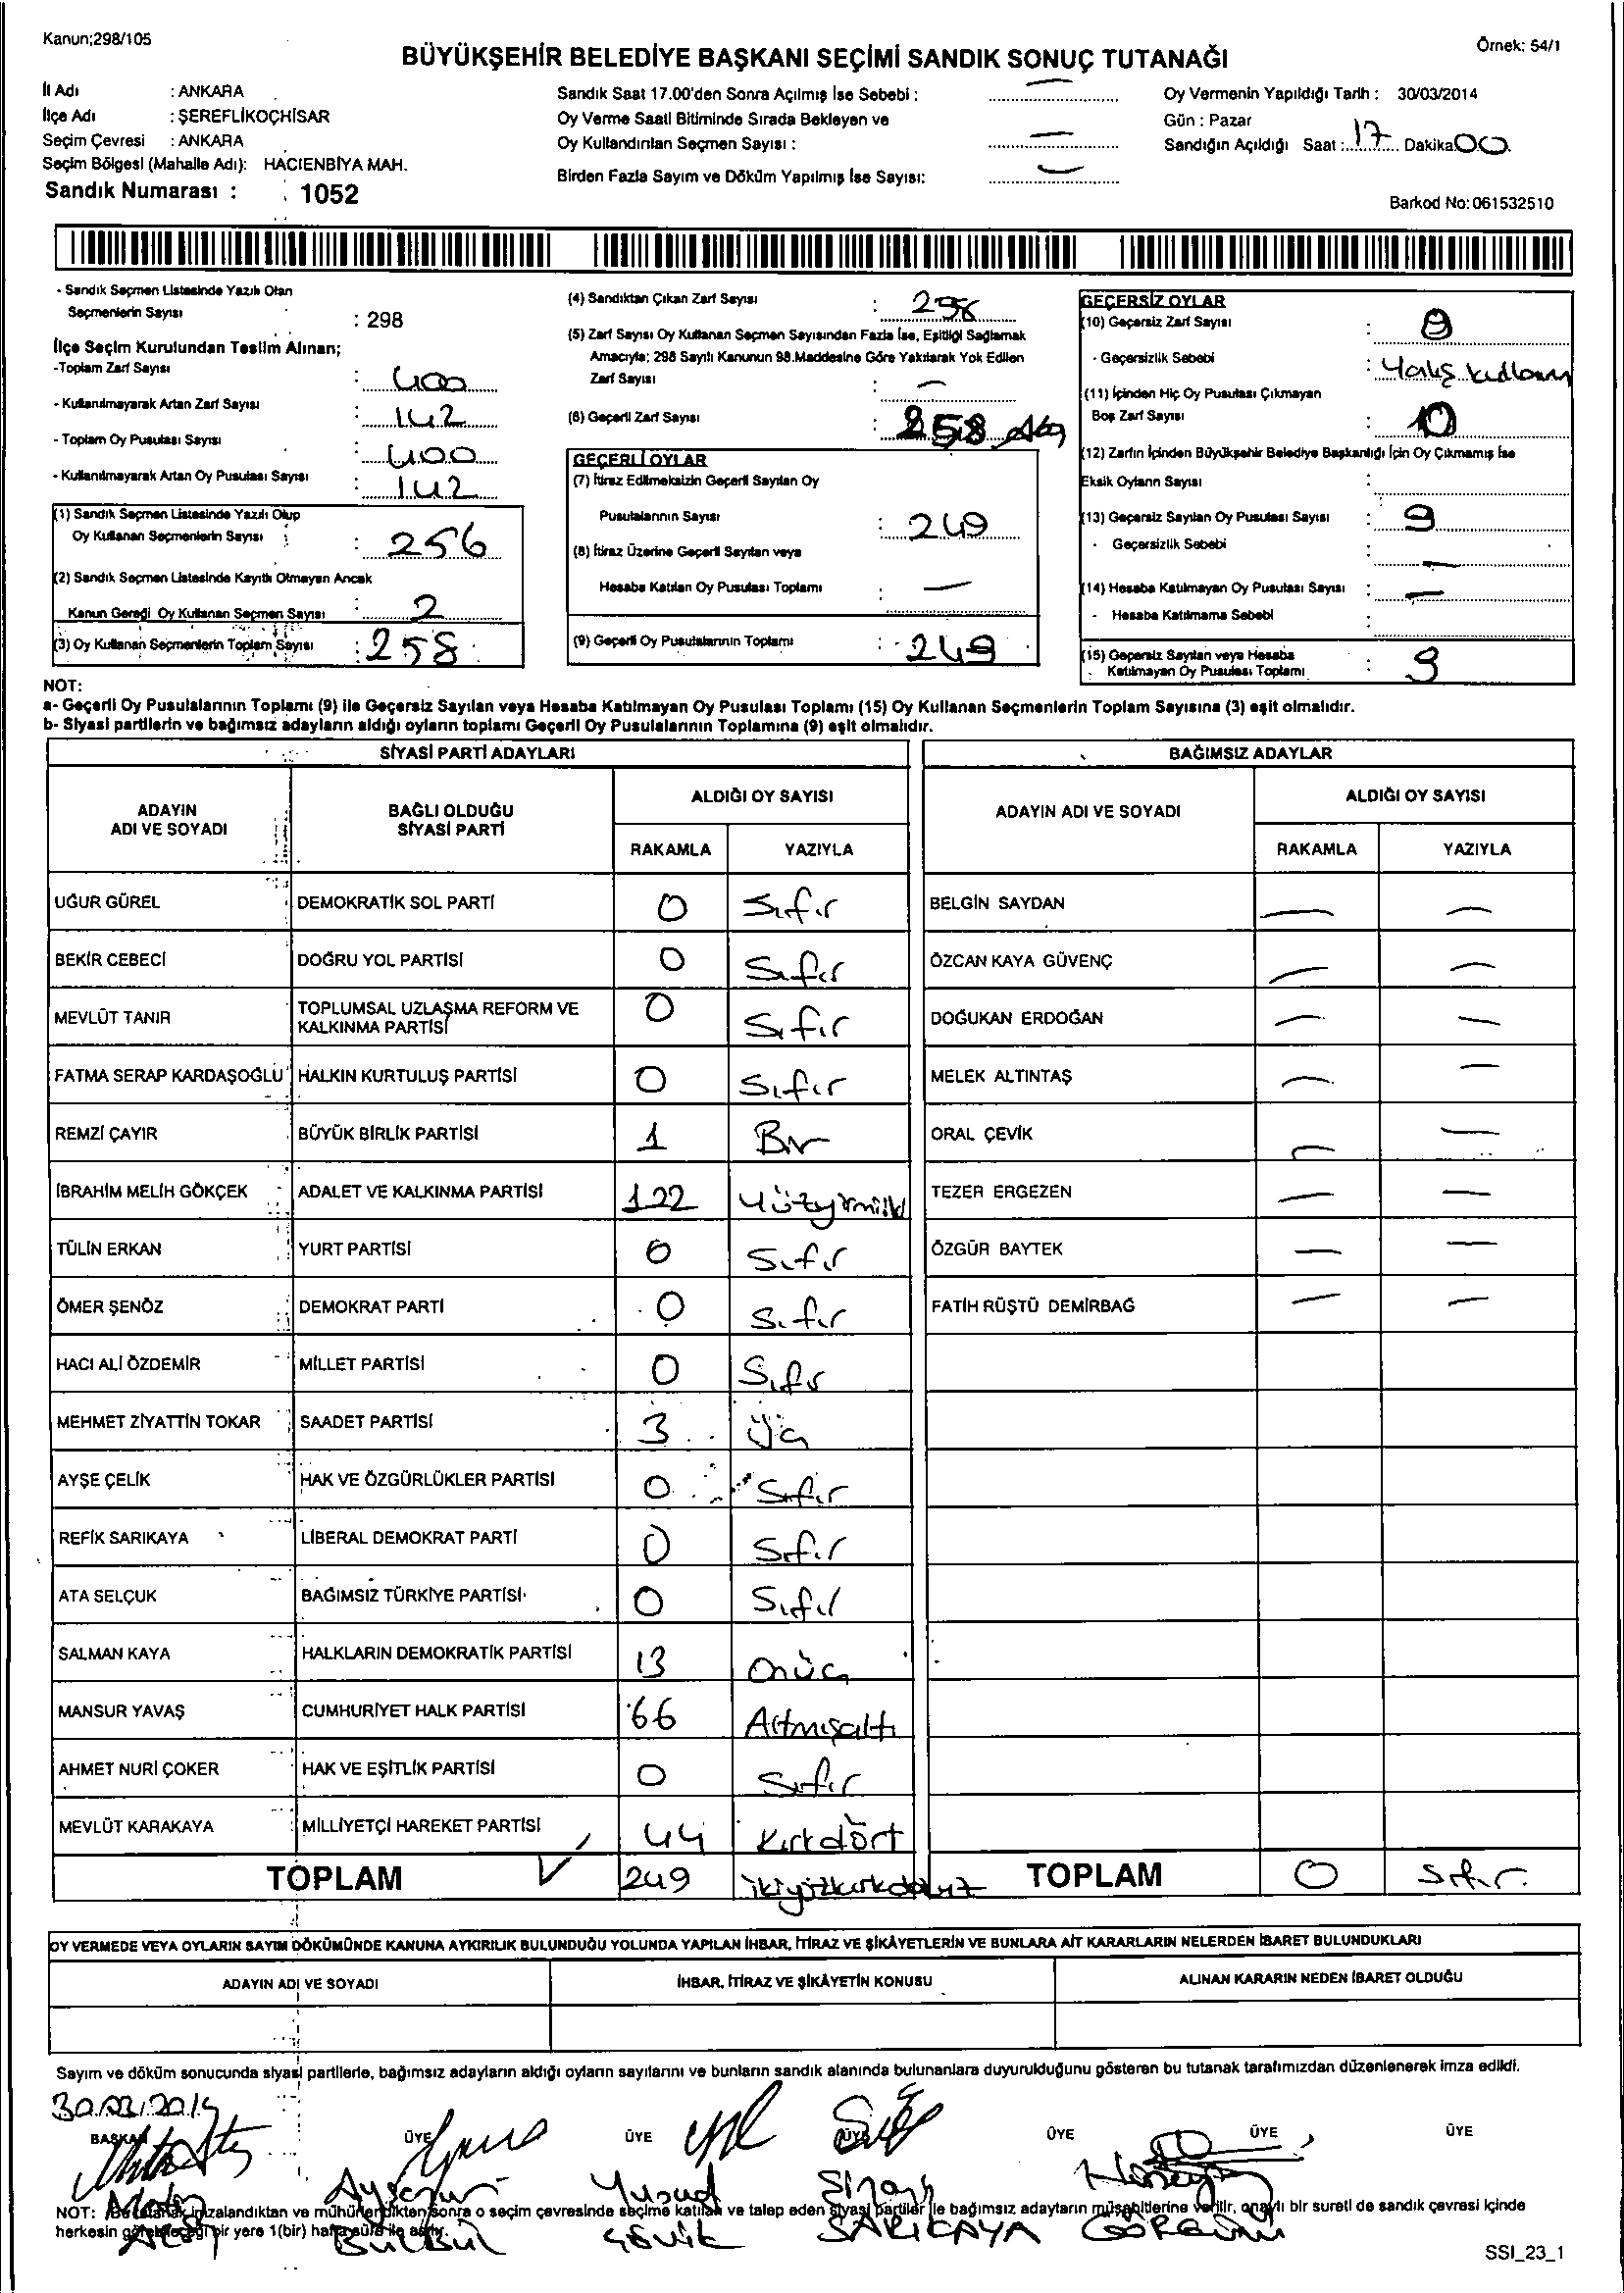 Kanun;298/105
Örnek: 54/1
BÜYÜKŞEHİR BELEDİYE BAŞKANI SEÇİMİ SANDIK SONUÇ TUTANAĞI
İl Adı : ANKARA
İlçe Adı : ŞEREFLİKOÇHİSAR
Seçim Çevresi : ANKARA
Seçim Bölgesi (Mahalle Adı): HACIENBİYA MAH.
Sandık Numarası : 1052
Sandık Saat 17.00'den Sonra Açılmış İse Sebebi : —
Oy Verme Saati Bitiminde Sırada Bekleyen ve
Oy Kullandırılan Seçmen Sayısı : —
Birden Fazla Sayım ve Döküm Yapılmış İse Sayısı: —
Oy Vermenin Yapıldığı Tarih : 30/03/2014
Gün : Pazar
Sandığın Açıldığı Saat : 17 Dakika 00
Barkod No: 061532510
- Sandık Seçmen Listesinde Yazılı Olan
Seçmenlerin Sayısı : 298
İlçe Seçim Kurulundan Teslim Alınan;
-Toplam Zarf Sayısı : 400
- Kullanılmayarak Artan Zarf Sayısı : 142
- Toplam Oy Pusulası Sayısı : 400
- Kullanılmayarak Artan Oy Pusulası Sayısı : 142
(1) Sandık Seçmen Listesinde Yazılı Olup
Oy Kullanan Seçmenlerin Sayısı : 256
(2) Sandık Seçmen Listesinde Kayıtlı Olmayan Ancak
Kanun Gereği Oy Kullanan Seçmen Sayısı : 2
(3) Oy Kullanan Seçmenlerin Toplam Sayısı : 258
(4) Sandıktan Çıkan Zarf Sayısı : 258
(5) Zarf Sayısı Oy Kullanan Seçmen Sayısından Fazla İse, Eşitliği Sağlamak
Amacıyla; 298 Sayılı Kanunun 98.Maddesine Göre Yakılarak Yok Edilen
Zarf Sayısı : —
(6) Geçerli Zarf Sayısı : 258
GEÇERLİ OYLAR
(7) İtiraz Edilmeksizin Geçerli Sayılan Oy
Pusulalarının Sayısı : 249
(8) İtiraz Üzerine Geçerli Sayılan veya
Hesaba Katılan Oy Pusulası Toplamı : —
(9) Geçerli Oy Pusulalarının Toplamı : 249
GEÇERSİZ OYLAR
(10) Geçersiz Zarf Sayısı :
- Geçersizlik Sebebi :
(11) İçinden Hiç Oy Pusulası Çıkmayan
Boş Zarf Sayısı : 0
(12) Zarfın İçinden Büyükşehir Belediye Başkanlığı İçin Oy Çıkmamış İse
Eksik Oyların Sayısı :
(13) Geçersiz Sayılan Oy Pusulası Sayısı : 9
- Geçersizlik Sebebi : —
(14) Hesaba Katılmayan Oy Pusulası Sayısı : —
- Hesaba Katılmama Sebebi :
(15) Geçersiz Sayılan veya Hesaba
Katılmayan Oy Pusulası Toplamı : 9
NOT:
a- Geçerli Oy Pusulalarının Toplamı (9) ile Geçersiz Sayılan veya Hesaba Katılmayan Oy Pusulası Toplamı (15) Oy Kullanan Seçmenlerin Toplam Sayısına (3) eşit olmalıdır.
b- Siyasi partilerin ve bağımsız adayların aldığı oyların toplamı Geçerli Oy Pusulalarının Toplamına (9) eşit olmalıdır.
SİYASİ PARTİ ADAYLARI
ADAYIN ADI VE SOYADI BAĞLI OLDUĞU SİYASİ PARTİ ALDIĞI OY SAYISI
RAKAMLA YAZIYLA
UĞUR GÜREL DEMOKRATİK SOL PARTİ 0 Sıfır
BEKİR CEBECİ DOĞRU YOL PARTİSİ 0 Sıfır
MEVLÜT TANIR TOPLUMSAL UZLAŞMA REFORM VE KALKINMA PARTİSİ 0 Sıfır
FATMA SERAP KARDAŞOĞLU HALKIN KURTULUŞ PARTİSİ 0 Sıfır
REMZİ ÇAYIR BÜYÜK BİRLİK PARTİSİ 1 Bir
İBRAHİM MELİH GÖKÇEK ADALET VE KALKINMA PARTİSİ 122 Yüzyirmiiki
TÜLİN ERKAN YURT PARTİSİ 0 Sıfır
ÖMER ŞENÖZ DEMOKRAT PARTİ 0 Sıfır
HACI ALİ ÖZDEMİR MİLLET PARTİSİ 0 Sıfır
MEHMET ZİYATTİN TOKAR SAADET PARTİSİ 3 Üç
AYŞE ÇELİK HAK VE ÖZGÜRLÜKLER PARTİSİ 0 Sıfır
REFİK SARIKAYA LİBERAL DEMOKRAT PARTİ 0 Sıfır
ATA SELÇUK BAĞIMSIZ TÜRKİYE PARTİSİ 0 Sıfır
SALMAN KAYA HALKLARIN DEMOKRATİK PARTİSİ 13 Onüç
MANSUR YAVAŞ CUMHURİYET HALK PARTİSİ 66 Altmışaltı
AHMET NURİ ÇOKER HAK VE EŞİTLİK PARTİSİ 0 Sıfır
MEVLÜT KARAKAYA MİLLİYETÇİ HAREKET PARTİSİ 44 Kırkdört
TOPLAM 249 ikiyüzkırkdokuz
BAĞIMSIZ ADAYLAR
ADAYIN ADI VE SOYADI ALDIĞI OY SAYISI
RAKAMLA YAZIYLA
BELGİN SAYDAN — —
ÖZCAN KAYA GÜVENÇ — —
DOĞUKAN ERDOĞAN — —
MELEK ALTINTAŞ — —
ORAL ÇEVİK — —
TEZER ERGEZEN — —
ÖZGÜR BAYTEK — —
FATİH RÜŞTÜ DEMİRBAĞ — —
TOPLAM 0 Sıfır
OY VERMEDE VEYA OYLARIN SAYIM DÖKÜMÜNDE KANUNA AYKIRILIK BULUNDUĞU YOLUNDA YAPILAN İHBAR, İTİRAZ VE ŞİKÂYETLERİN VE BUNLARA AİT KARARLARIN NELERDEN İBARET BULUNDUKLARI
ADAYIN ADI VE SOYADI İHBAR, İTİRAZ VE ŞİKÂYETİN KONUSU ALINAN KARARIN NEDEN İBARET OLDUĞU
Sayım ve döküm sonucunda siyasi partilerle, bağımsız adayların aldığı oyların sayılarını ve bunların sandık alanında bulunanlara duyurulduğunu gösteren bu tutanak tarafımızdan düzenlenerek imza edildi.
30.03.2014
BAŞKAN ÜYE ÜYE ÜYE ÜYE ÜYE ÜYE
Ayşegür Yusuf Sinan Hüseyin
NOT: Bu tutanak imzalandıktan ve mühürlendikten sonra o seçim çevresinde seçime katılan ve talep eden siyasi partiler ile bağımsız adayların müşahitlerine verilir, onaylı bir sureti de sandık çevresi içinde
herkesin görebileceği bir yere 1(bir) hafta süre ile asılır.
BÜLBÜL SARIKAYA GÖRGÜN
SSI_23_1